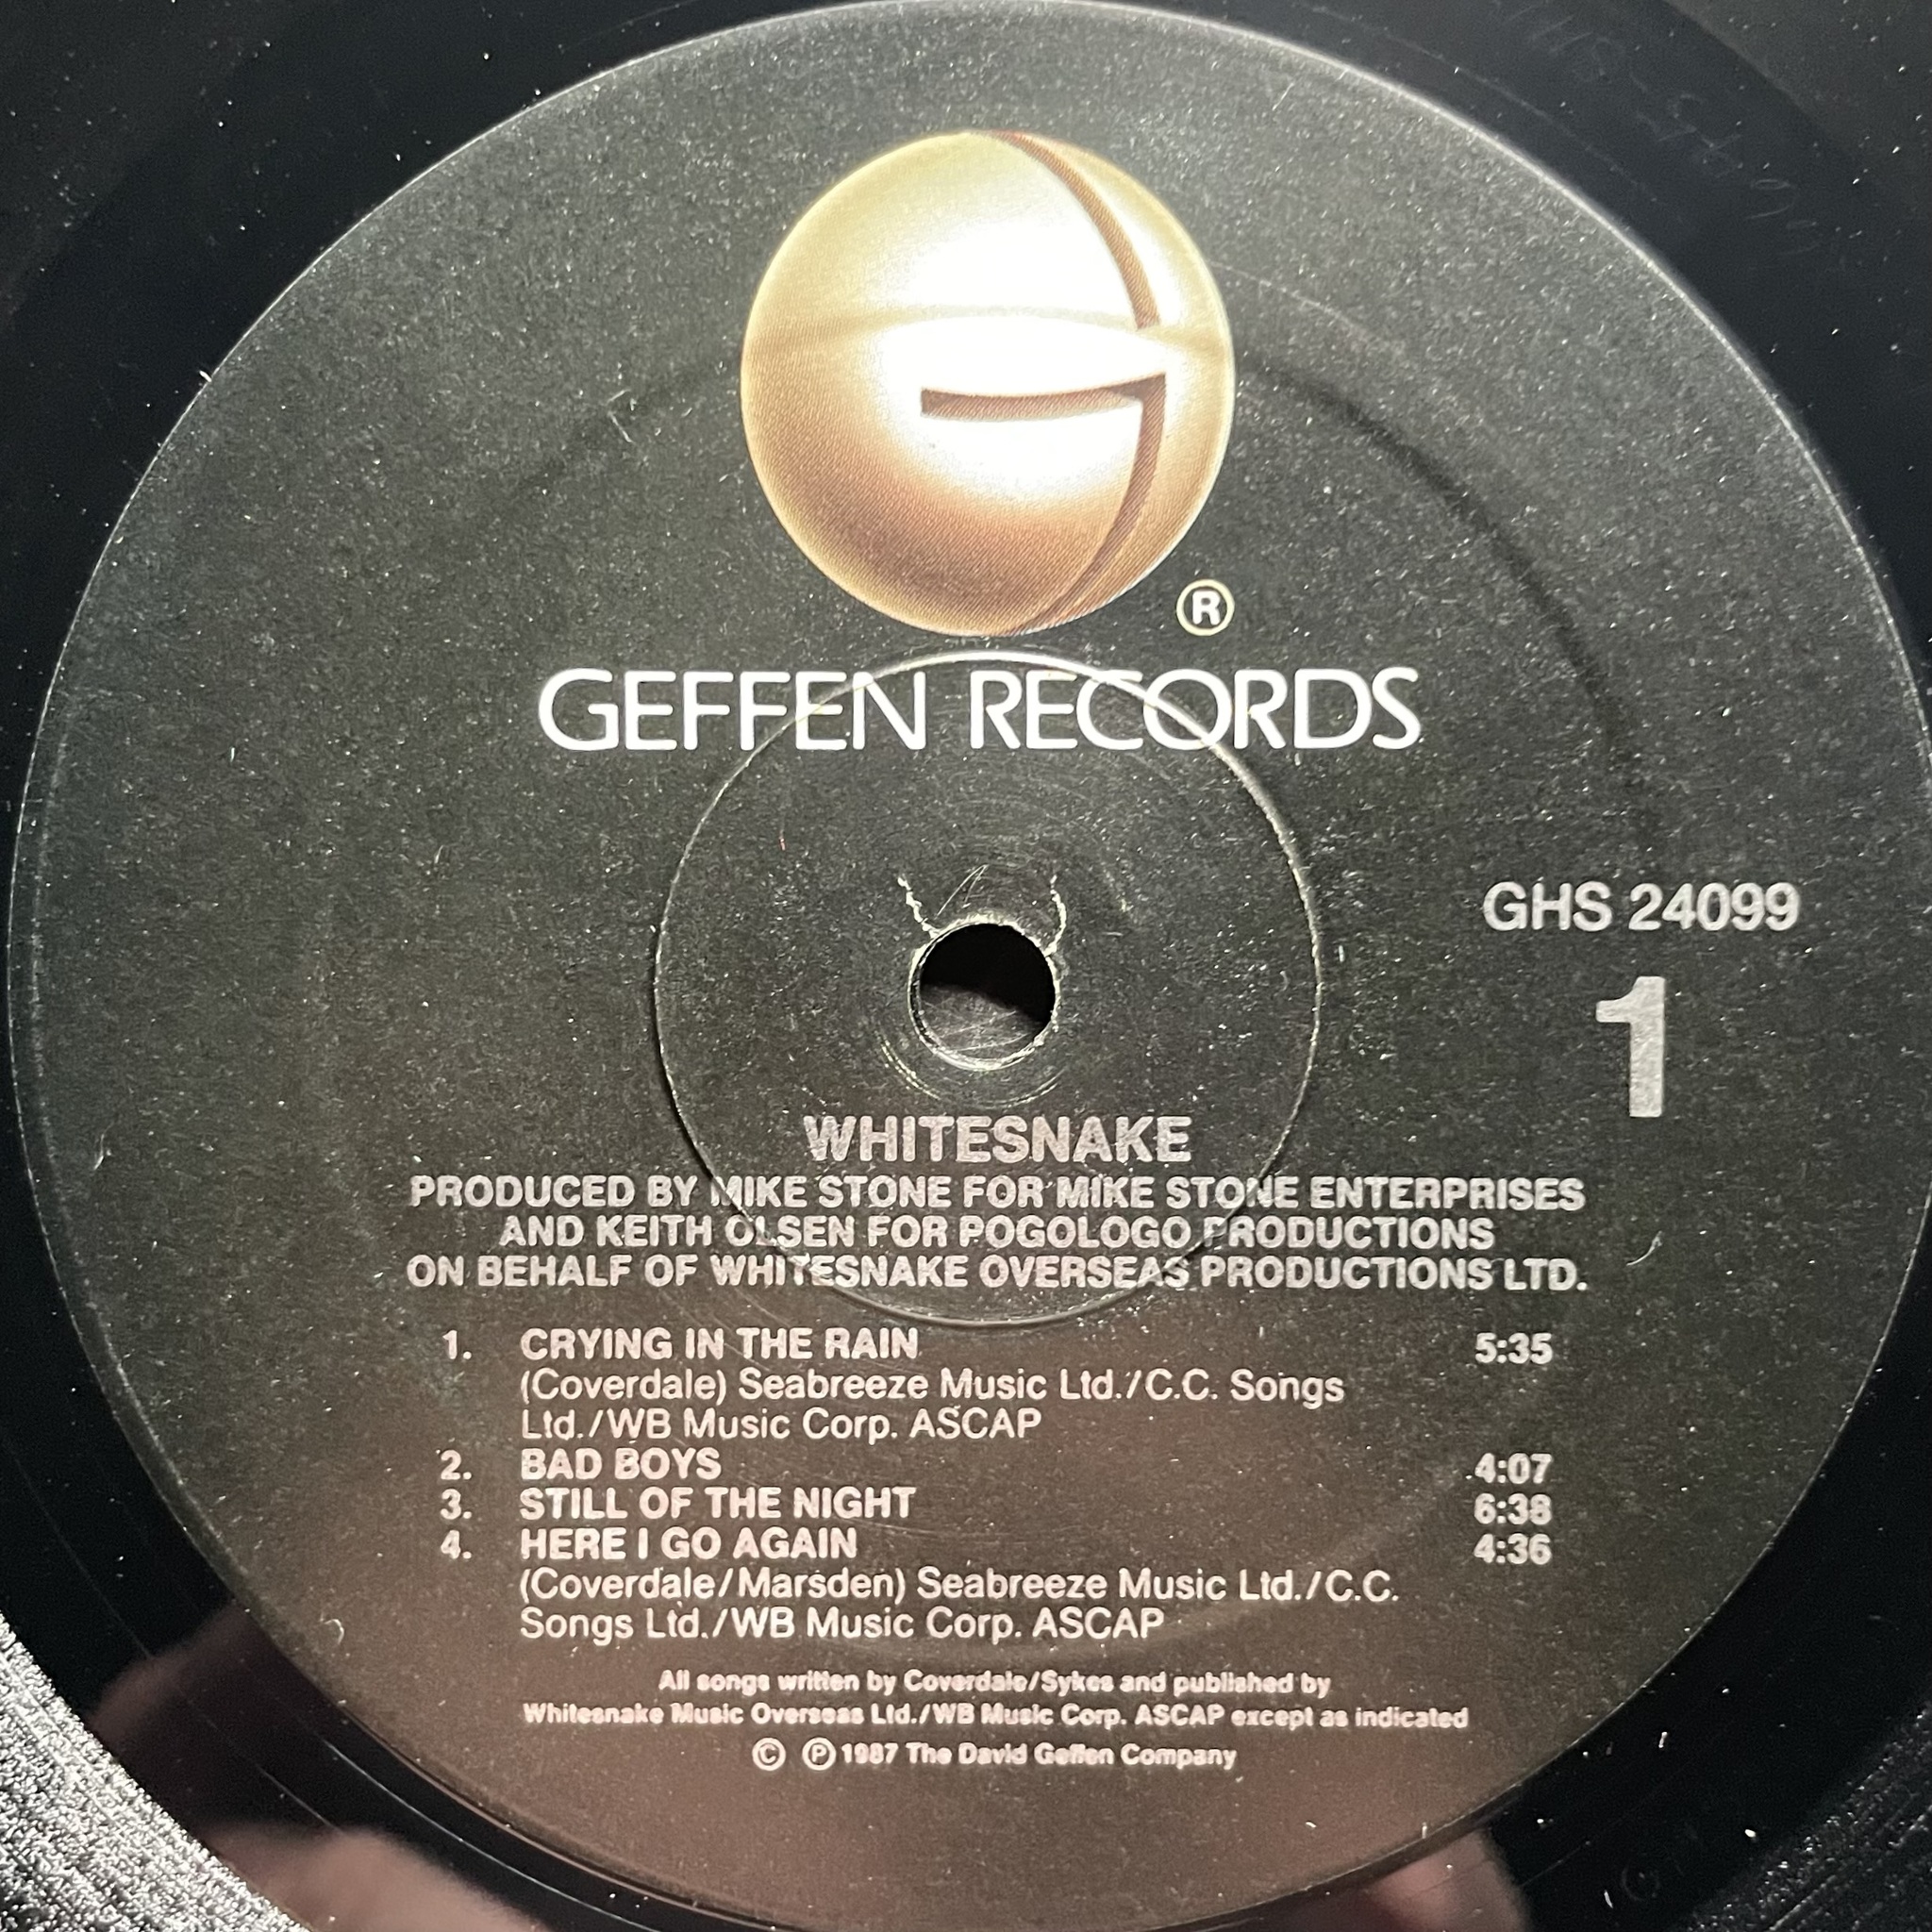 ®
GEFFEN RECORDS
GHS 24099
1
WHITESNAKE
PRODUCED BY MIKE STONE FOR MIKE STONE ENTERPRISES
AND KEITH OLSEN FOR POGOLOGO PRODUCTIONS
ON BEHALF OF WHITESNAKE OVERSEAS PRODUCTIONS LTD.
1. CRYING IN THE RAIN 5:35
(Coverdale) Seabreeze Music Ltd./C.C. Songs
Ltd./WB Music Corp. ASCAP
2. BAD BOYS 4:07
3. STILL OF THE NIGHT 6:38
4. HERE I GO AGAIN 4:36
(Coverdale/Marsden) Seabreeze Music Ltd./C.C.
Songs Ltd./WB Music Corp. ASCAP
All songs written by Coverdale/Sykes and published by
Whitesnake Music Overseas Ltd./WB Music Corp. ASCAP except as indicated
© ℗ 1987 The David Geffen Company